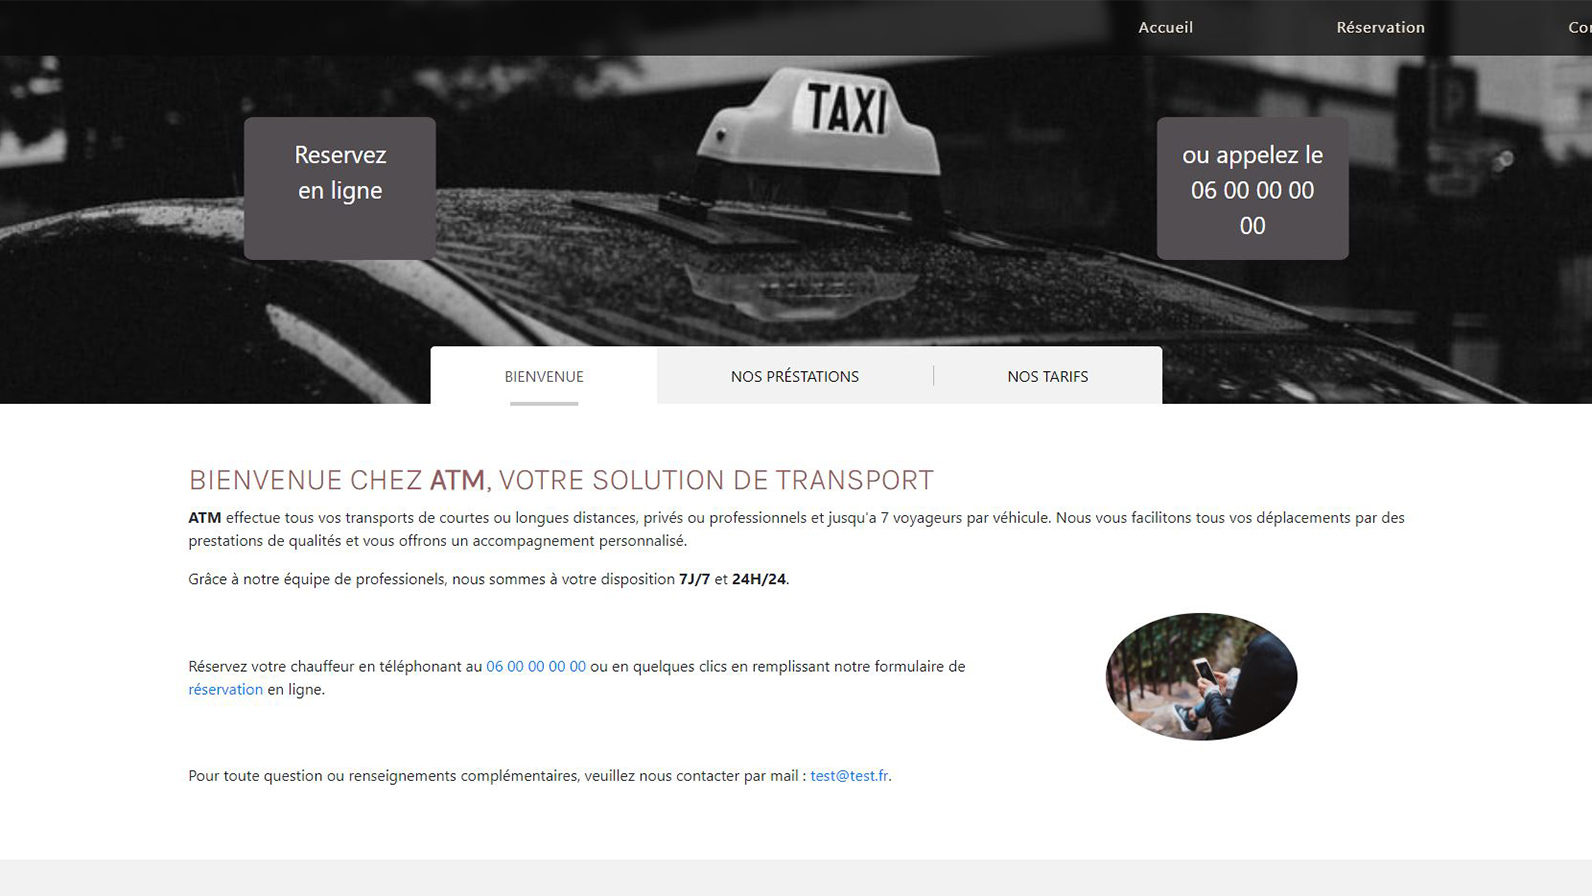 Accueil
Réservation
TAXI
Reservez
en ligne
ou appelez le
06 00 00 00
00
BIENVENUE
NOS PRÉSTATIONS
NOS TARIFS
BIENVENUE CHEZ ATM, VOTRE SOLUTION DE TRANSPORT
ATM effectue tous vos transports de courtes ou longues distances, privés ou professionnels et jusqu'a 7 voyageurs par véhicule. Nous vous facilitons tous vos déplacements par des
prestations de qualités et vous offrons un accompagnement personnalisé.
Grâce à notre équipe de professionels, nous sommes à votre disposition 7J/7 et 24H/24.
Réservez votre chauffeur en téléphonant au 06 00 00 00 00 ou en quelques clics en remplissant notre formulaire de
réservation en ligne.
Pour toute question ou renseignements complémentaires, veuillez nous contacter par mail : test@test.fr.